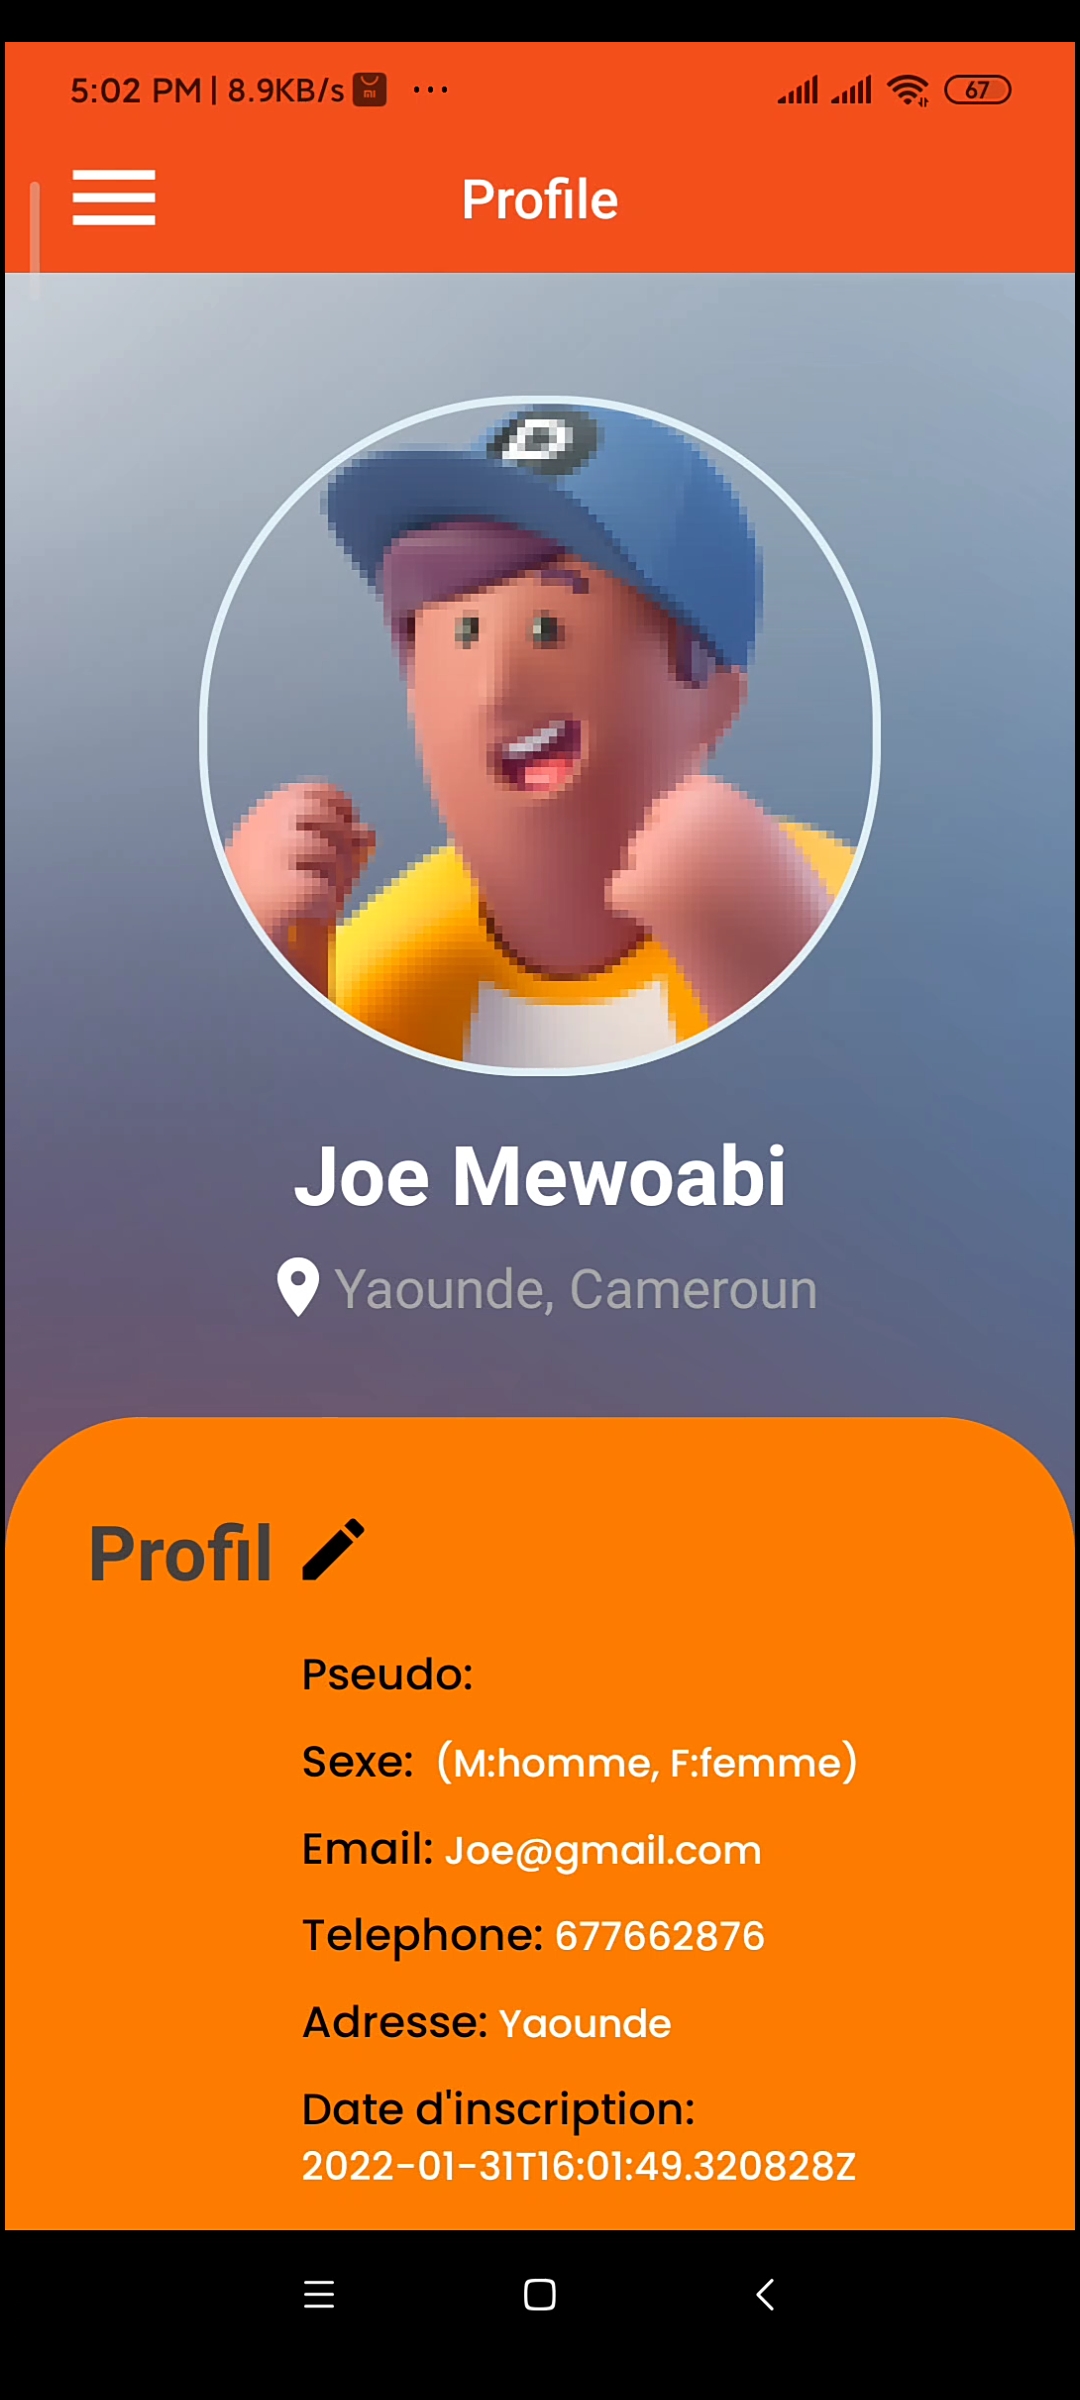 5:02 PM | 8.9KB/s mi ...
67
Profile
Joe Mewoabi
Yaounde, Cameroun
Profil
Pseudo:
Sexe: (M:homme, F:femme)
Email: Joe@gmail.com
Telephone: 677662876
Adresse: Yaounde
Date d'inscription:
2022-01-31T16:01:49.320828Z